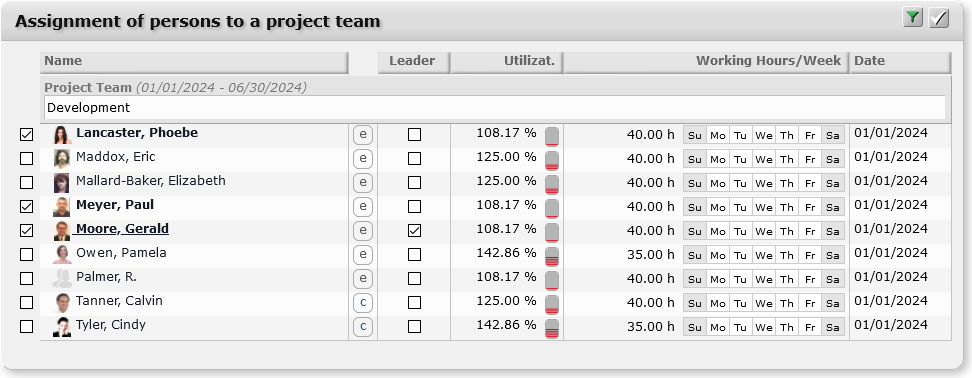 Assignment of persons to a project team
Name Leader Utilizat. Working Hours/Week Date
Project Team (01/01/2024 - 06/30/2024)
Development
Lancaster, Phoebe e 108.17 % 40.00 h Su Mo Tu We Th Fr Sa 01/01/2024
Maddox, Eric e 125.00 % 40.00 h Su Mo Tu We Th Fr Sa 01/01/2024
Mallard-Baker, Elizabeth e 125.00 % 40.00 h Su Mo Tu We Th Fr Sa 01/01/2024
Meyer, Paul e 108.17 % 40.00 h Su Mo Tu We Th Fr Sa 01/01/2024
Moore, Gerald e 108.17 % 40.00 h Su Mo Tu We Th Fr Sa 01/01/2024
Owen, Pamela e 142.86 % 35.00 h Su Mo Tu We Th Fr Sa 01/01/2024
Palmer, R. e 108.17 % 40.00 h Su Mo Tu We Th Fr Sa 01/01/2024
Tanner, Calvin c 125.00 % 40.00 h Su Mo Tu We Th Fr Sa 01/01/2024
Tyler, Cindy c 142.86 % 35.00 h Su Mo Tu We Th Fr Sa 01/01/2024